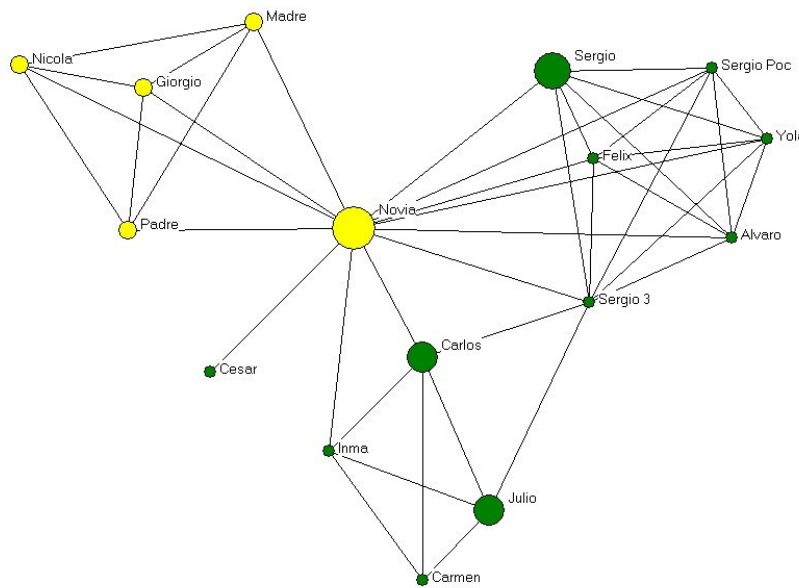 Madre
Nicola
Giorgio
Sergio
Sergio Poc
Yola
Felix
Padre
Novia
Alvaro
Sergio 3
Carlos
Cesar
Inma
Julio
Carmen